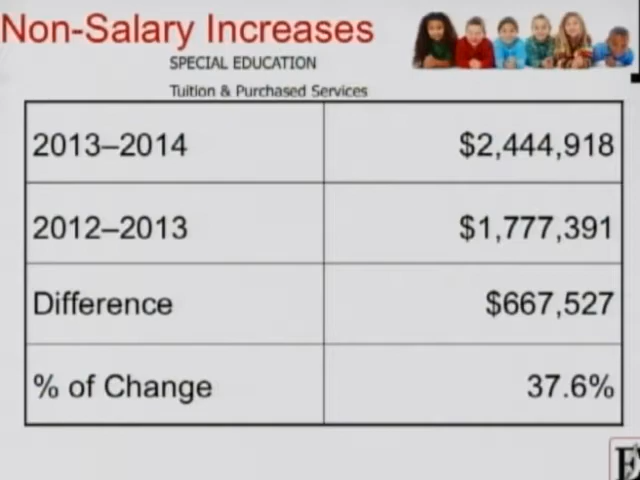 Non-Salary Increases
SPECIAL EDUCATION
Tuition & Purchased Services
2013–2014 $2,444,918
2012–2013 $1,777,391
Difference $667,527
% of Change 37.6%
E